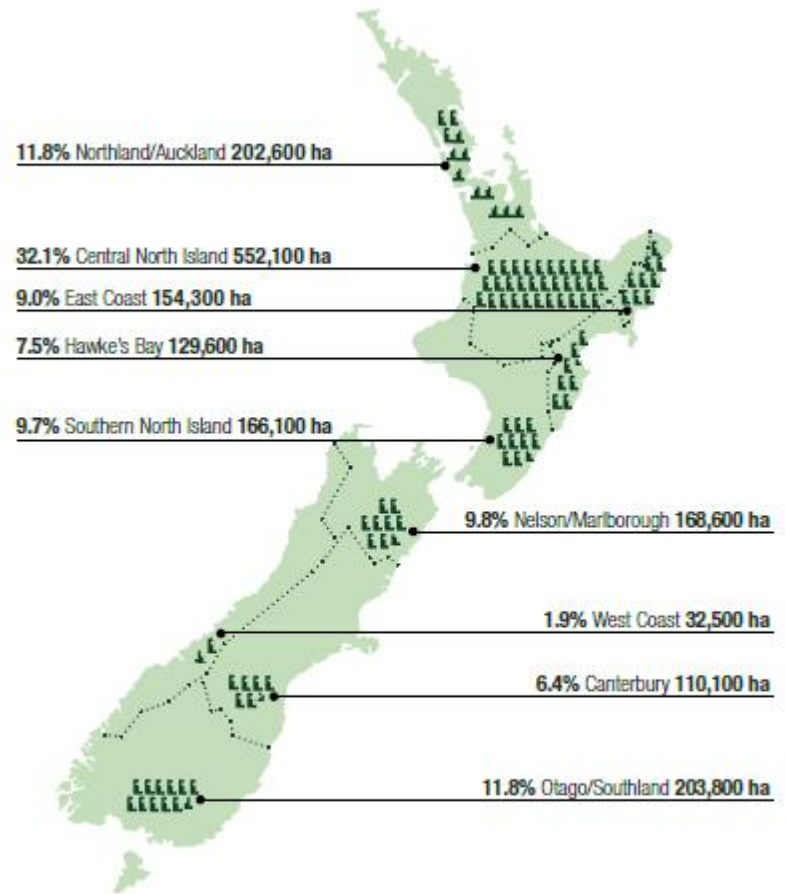 11.8% Northland/Auckland 202,600 ha
32.1% Central North Island 552,100 ha
9.0% East Coast 154,300 ha
7.5% Hawke's Bay 129,600 ha
9.7% Southern North Island 166,100 ha
9.8% Nelson/Marlborough 168,600 ha
1.9% West Coast 32,500 ha
6.4% Canterbury 110,100 ha
11.8% Otago/Southland 203,800 ha